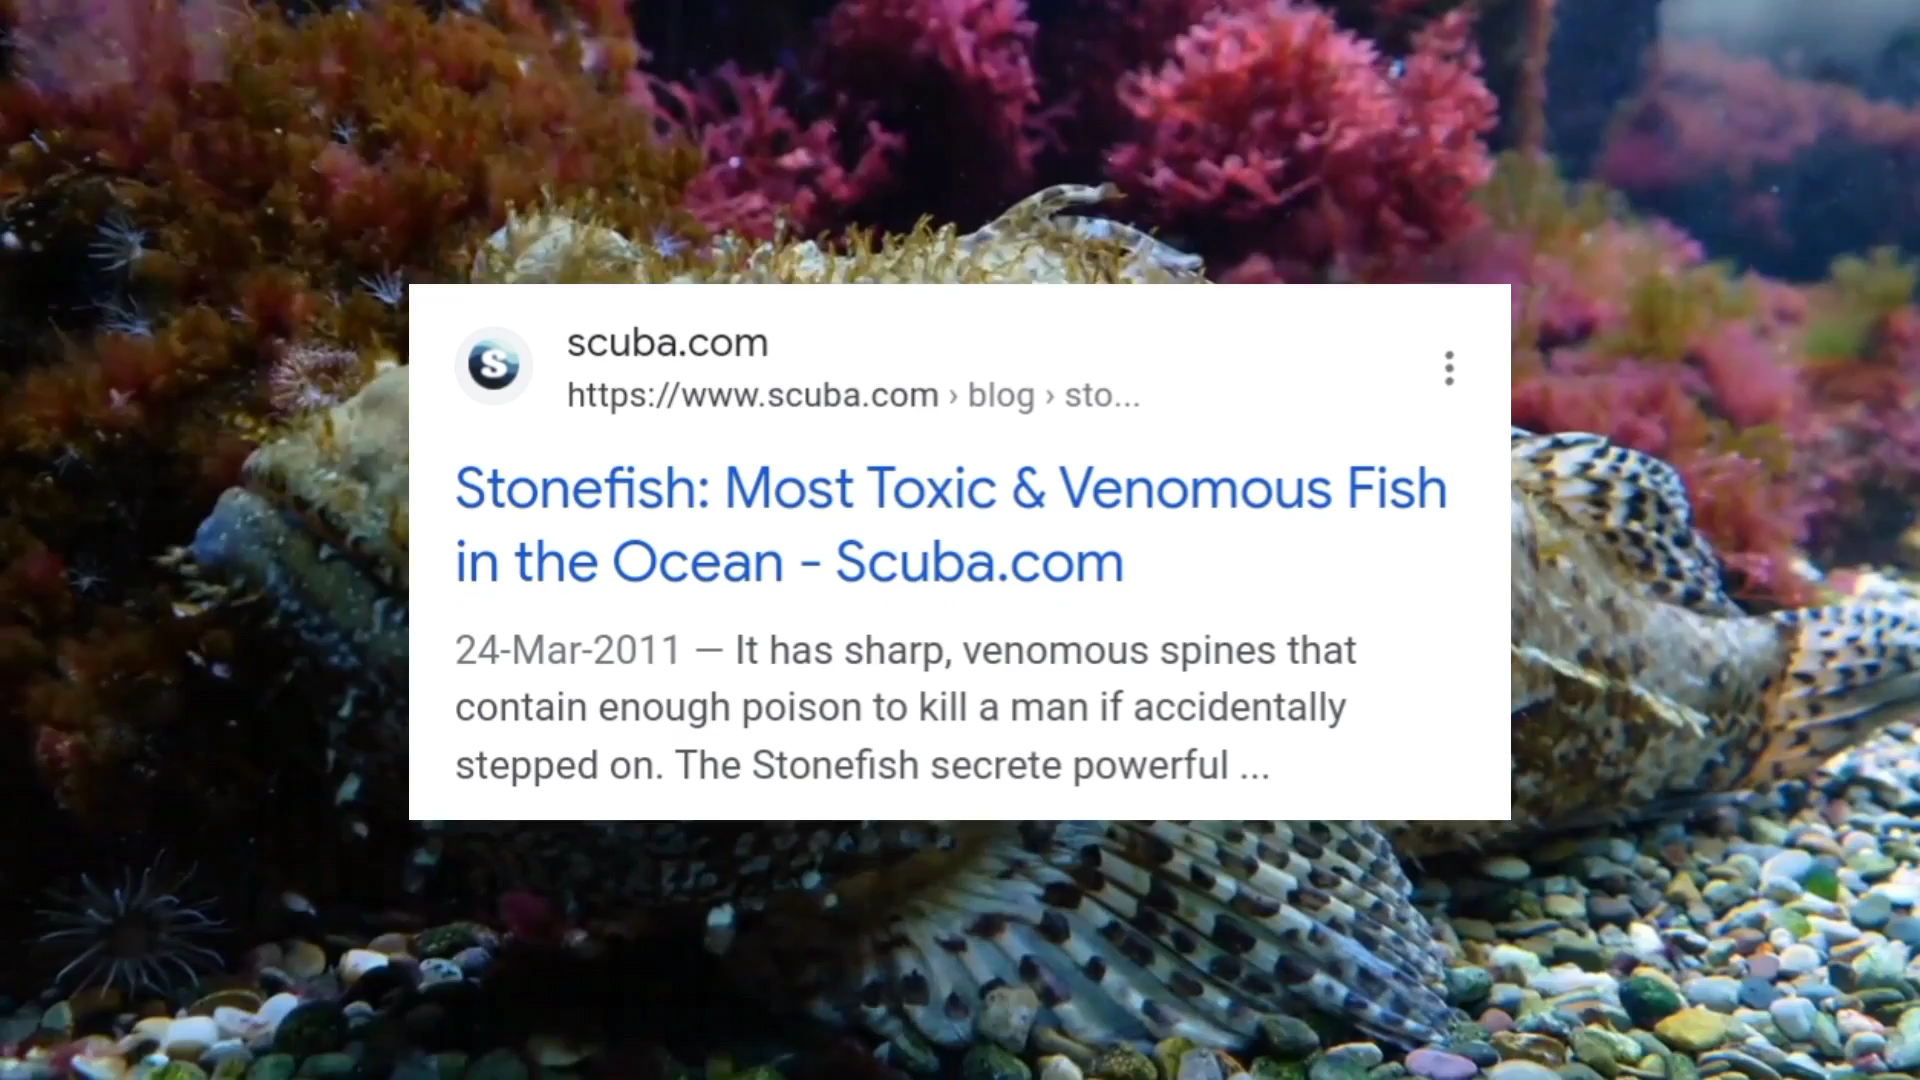 S
scuba.com
https://www.scuba.com › blog › sto...
Stonefish: Most Toxic & Venomous Fish
in the Ocean - Scuba.com
24-Mar-2011 — It has sharp, venomous spines that
contain enough poison to kill a man if accidentally
stepped on. The Stonefish secrete powerful ...